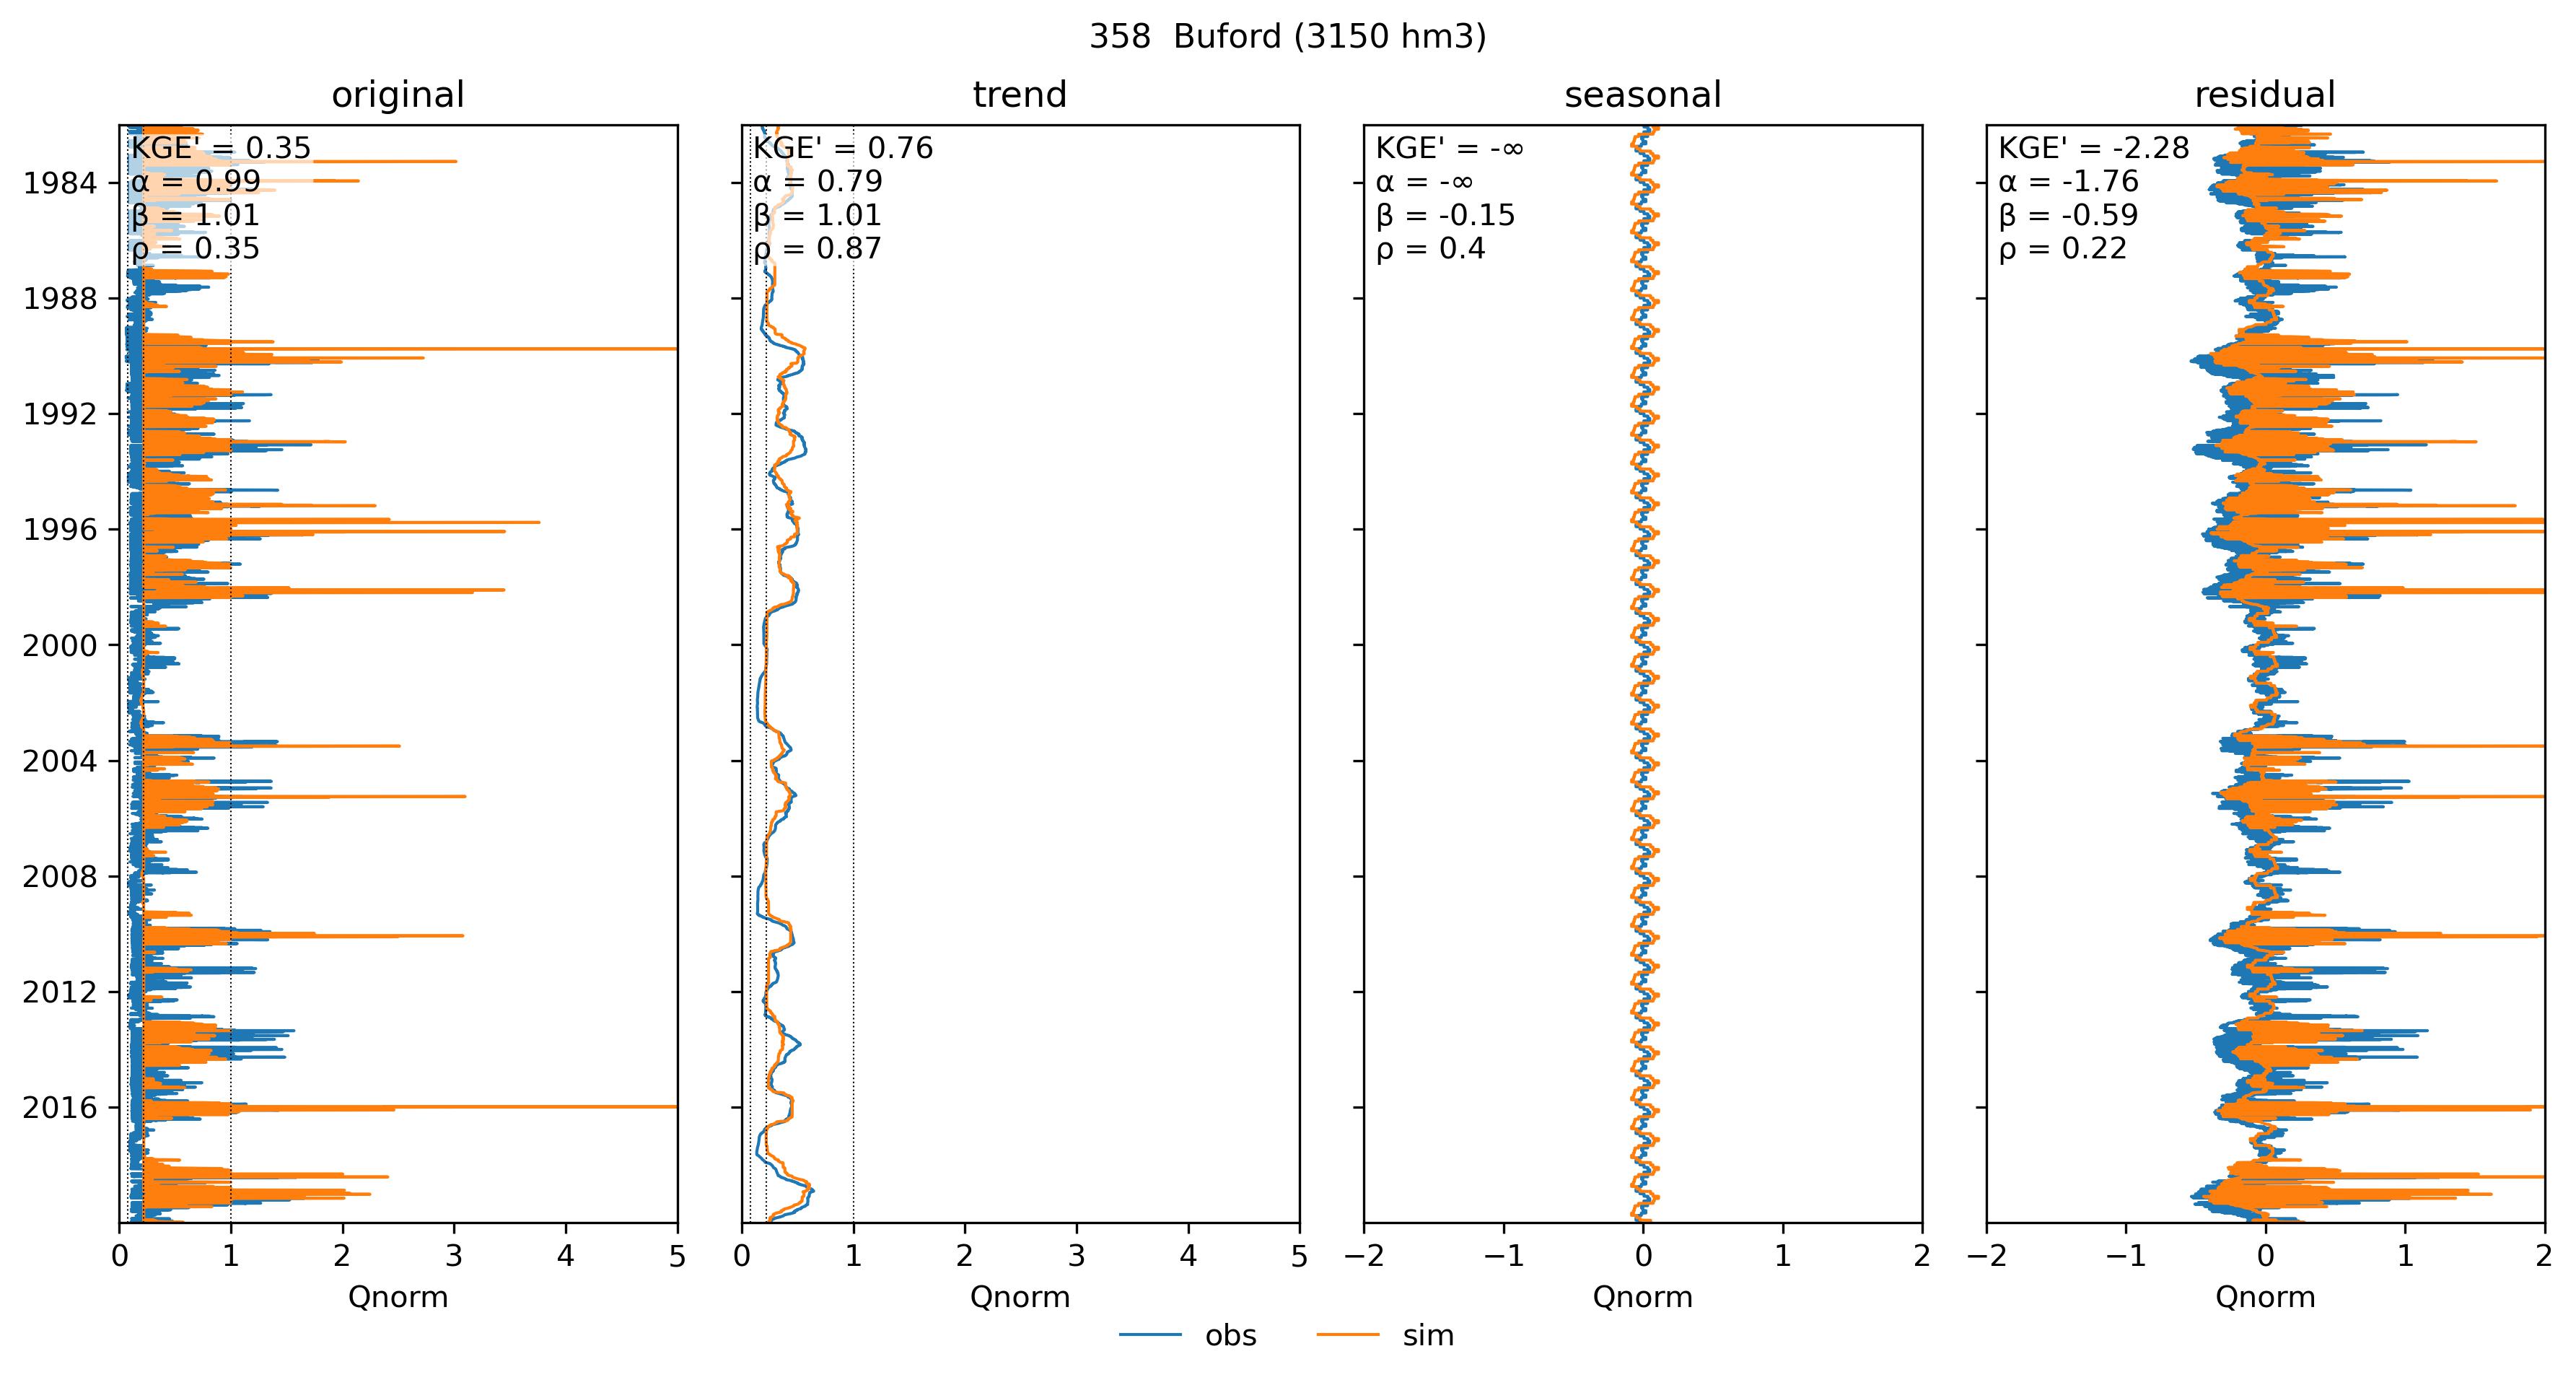 358  Buford (3150 hm3)
original
trend
seasonal
residual
KGE' = 0.35
α = 0.99
β = 1.01
ρ = 0.35
KGE' = 0.76
α = 0.79
β = 1.01
ρ = 0.87
KGE' = -∞
α = -∞
β = -0.15
ρ = 0.4
KGE' = -2.28
α = -1.76
β = -0.59
ρ = 0.22
1984
1988
1992
1996
2000
2004
2008
2012
2016
0 1 2 3 4 5
0 1 2 3 4 5
−2 −1 0 1 2
−2 −1 0 1 2
Qnorm
Qnorm
Qnorm
Qnorm
obs
sim